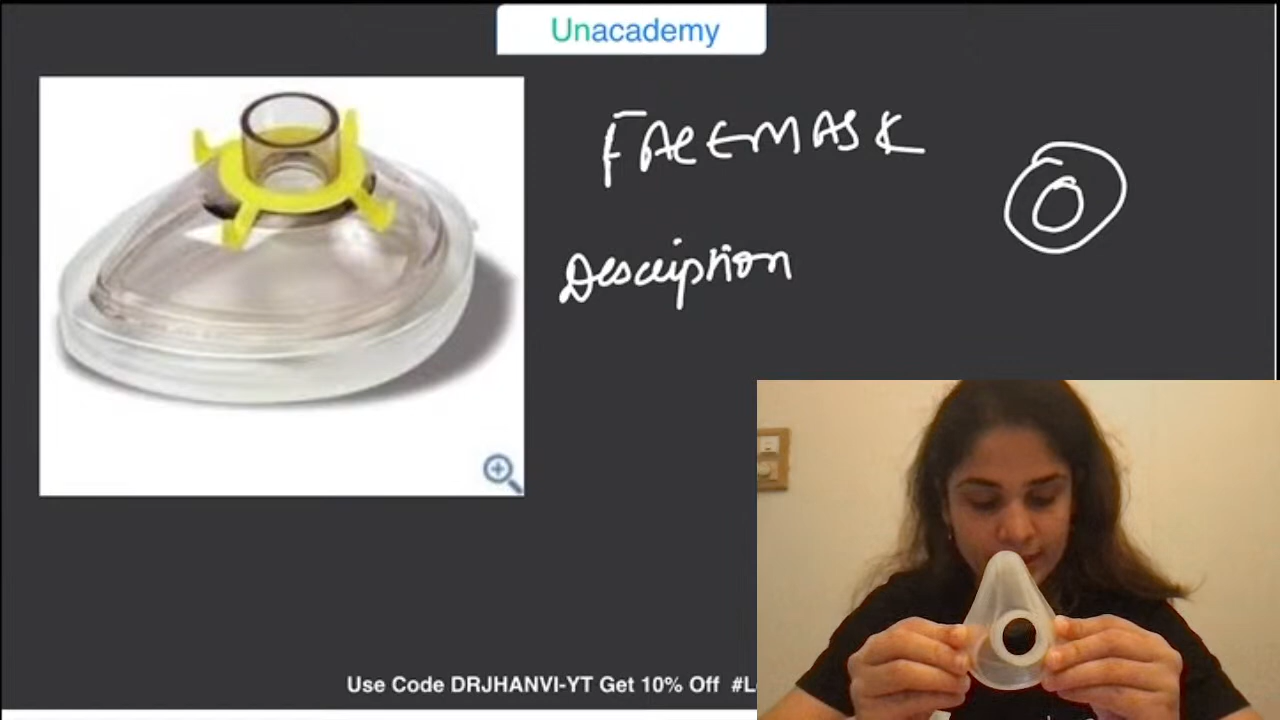 Unacademy
FACEMASK
Description
Use Code DRJHANVI-YT Get 10% Off #L